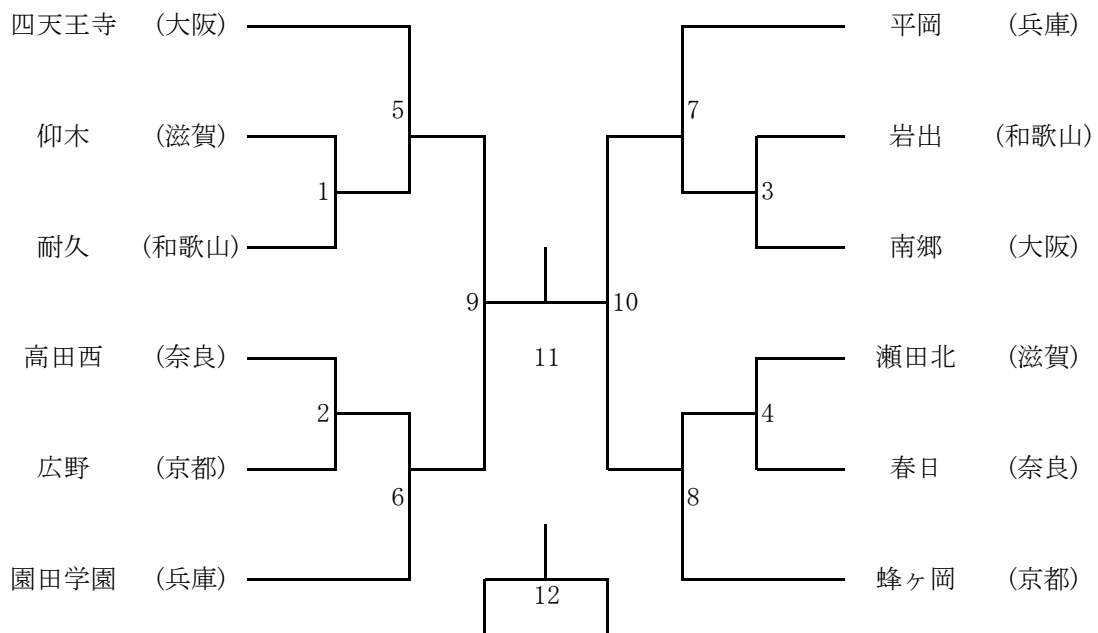 四天王寺 (大阪) 平岡 (兵庫)
5 7
仰木 (滋賀) 岩出 (和歌山)
1 3
耐久 (和歌山) 南郷 (大阪)
9 10
高田西 (奈良) 11 瀬田北 (滋賀)
2 4
広野 (京都) 春日 (奈良)
6 8
園田学園 (兵庫) 12 蜂ヶ岡 (京都)